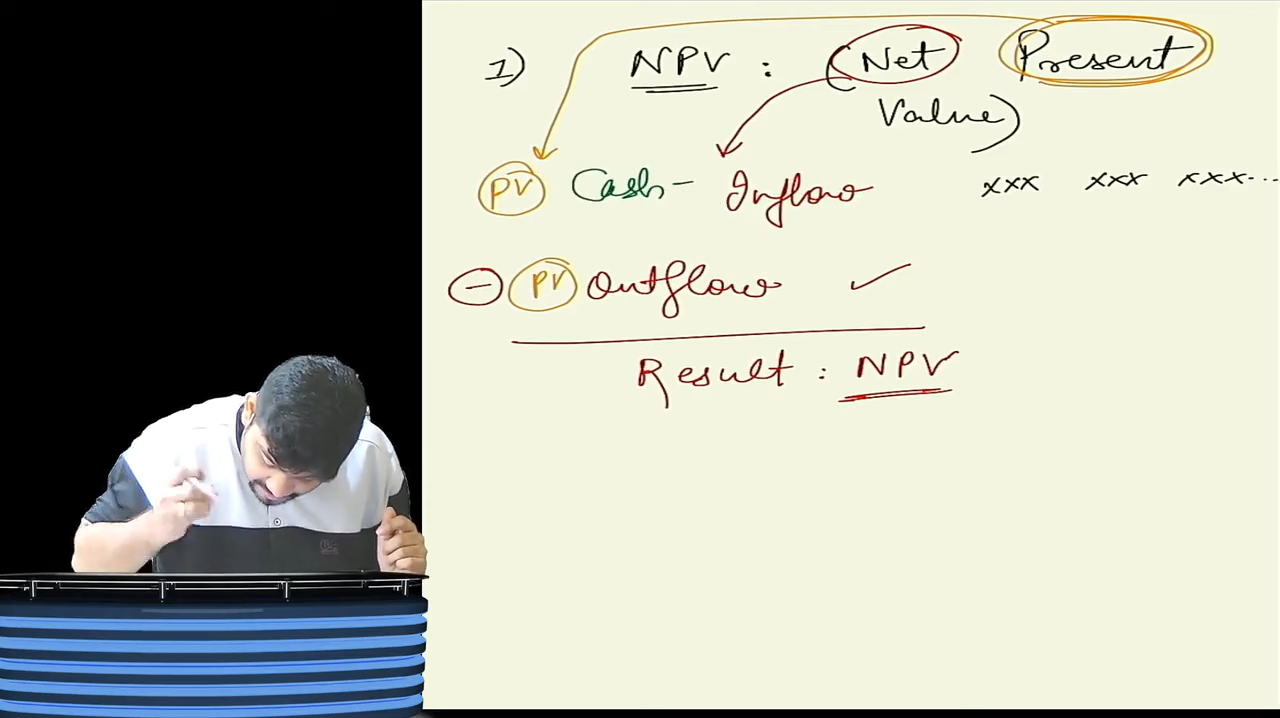 1) NPV : (Net Present
Value)
PV Cash- Inflow xxx xxx xxx...
- PV Outflow ✓
Result : NPV